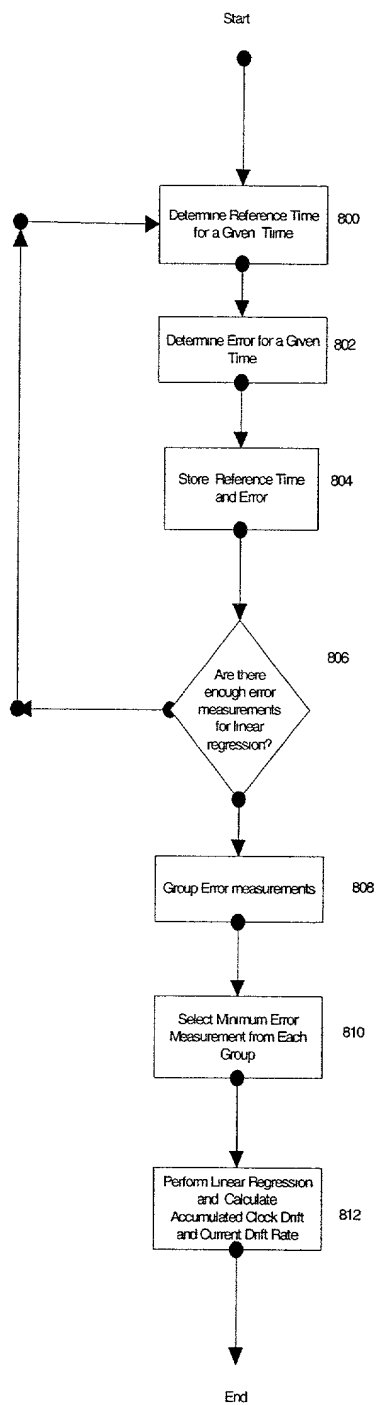 Start
Determine Reference Time
for a Given Time
800
Determine Error for a Given
Time
802
Store Reference Time
and Error
804
806
Are there
enough error
measurements
for linear
regression?
Group Error measurements
808
Select Minimum Error
Measurement from Each
Group
810
Perform Linear Regression
and Calculate
Accumulated Clock Drift
and Current Drift Rate
812
End